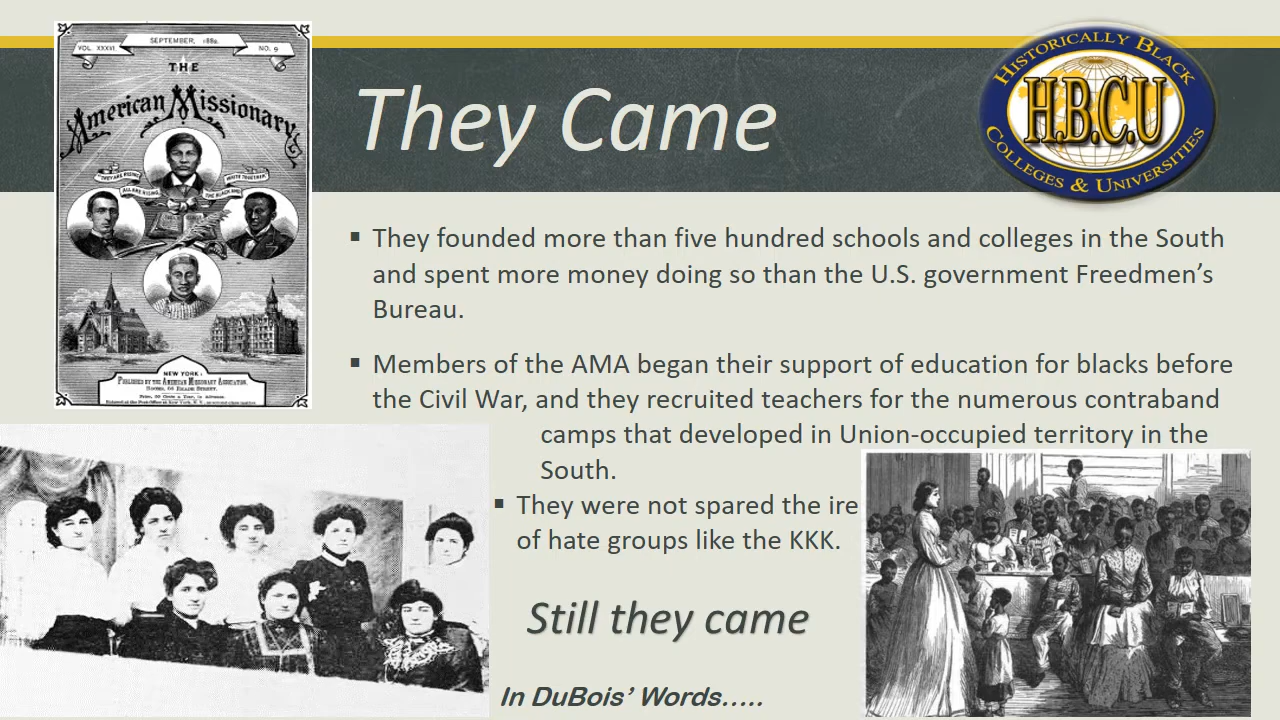 SEPTEMBER, 1882.
VOL. XXXVI.
NO. 9
THE
American Missionary
"THEY ARE RISING
ALL ARE RISING,
THE BLACK AND
WHITE TOGETHER"
NEW YORK:
PUBLISHED BY THE AMERICAN MISSIONARY ASSOCIATION,
ROOMS, 56 READE STREET.
Price, 50 Cents a Year, in Advance.
They Came
HISTORICALLY BLACK
H.B.C.U
COLLEGES & UNIVERSITIES
▪ They founded more than five hundred schools and colleges in the South
and spent more money doing so than the U.S. government Freedmen's
Bureau.
▪ Members of the AMA began their support of education for blacks before
the Civil War, and they recruited teachers for the numerous contraband
camps that developed in Union-occupied territory in the
South.
▪ They were not spared the ire
of hate groups like the KKK.
Still they came
In DuBois' Words.....